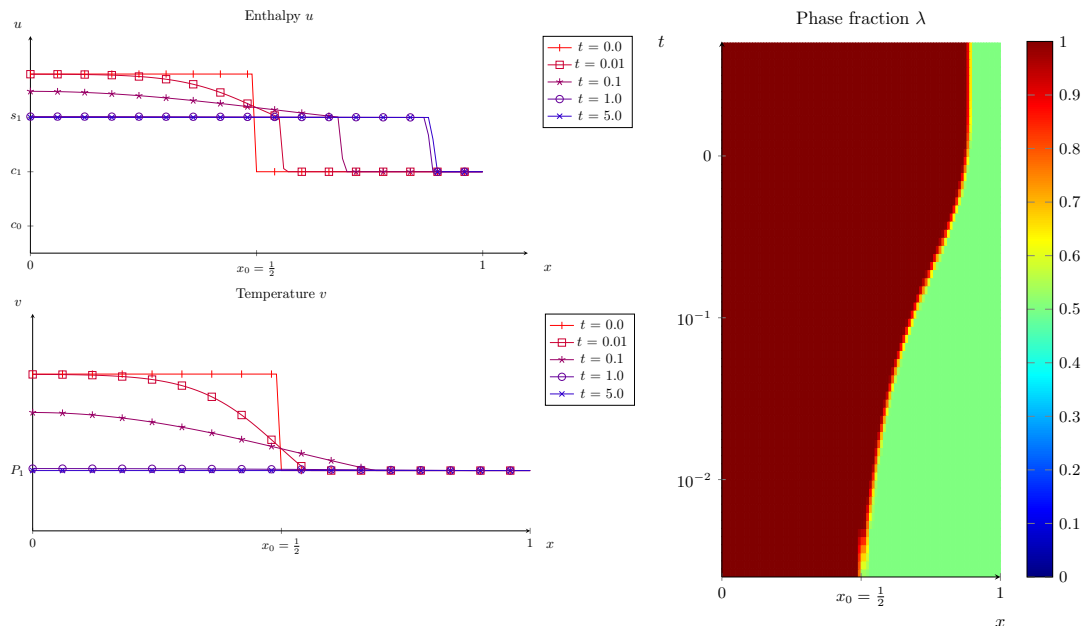 Enthalpy u
u
s₁
c₁
c₀
0
x₀ = ½
1
x
t = 0.0
t = 0.01
t = 0.1
t = 1.0
t = 5.0
Temperature v
v
P₁
0
x₀ = ½
1
x
t = 0.0
t = 0.01
t = 0.1
t = 1.0
t = 5.0
Phase fraction λ
t
0
10⁻¹
10⁻²
0
x₀ = ½
1
x
1
0.9
0.8
0.7
0.6
0.5
0.4
0.3
0.2
0.1
0